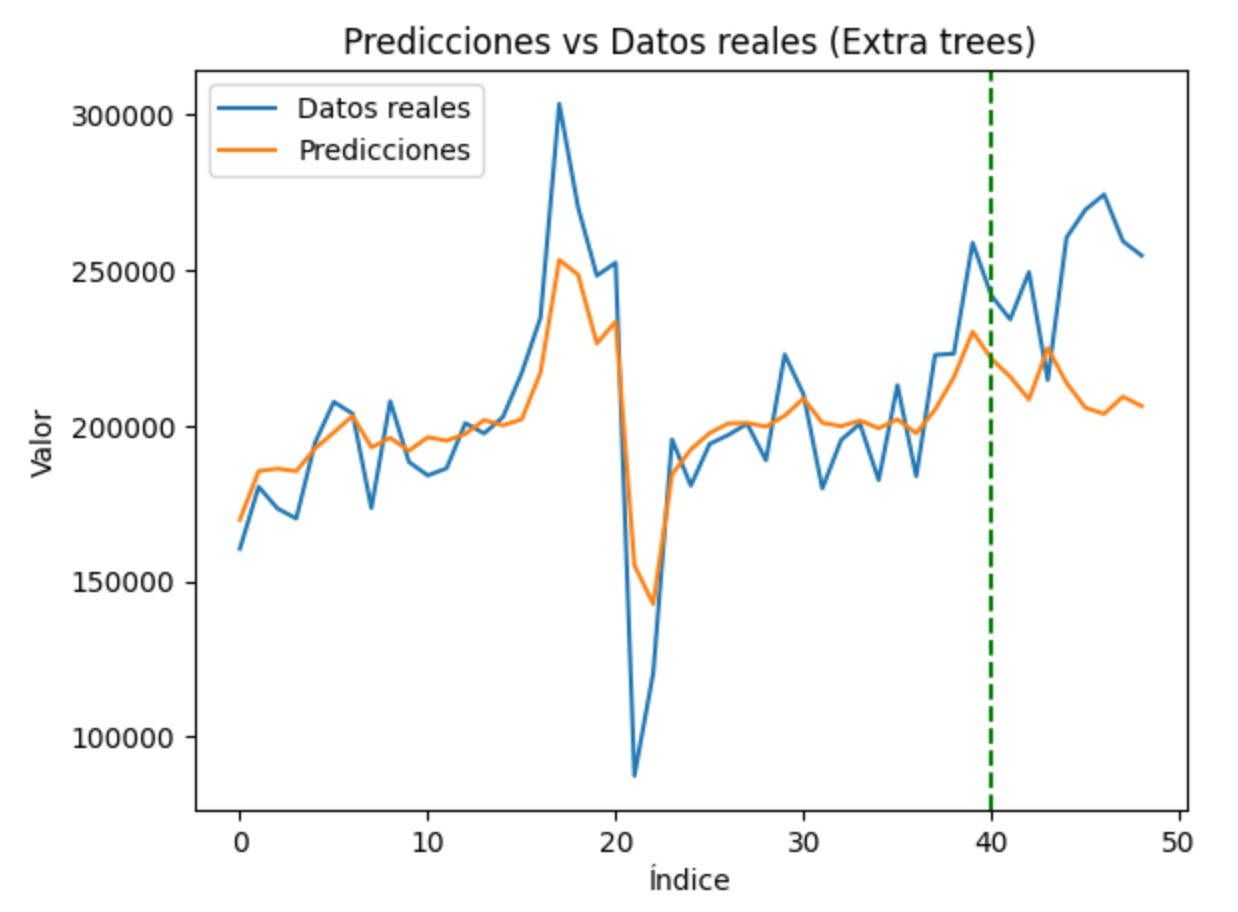 Predicciones vs Datos reales (Extra trees)
Datos reales
Predicciones
300000
250000
200000
150000
100000
Valor
0 10 20 30 40 50
Índice